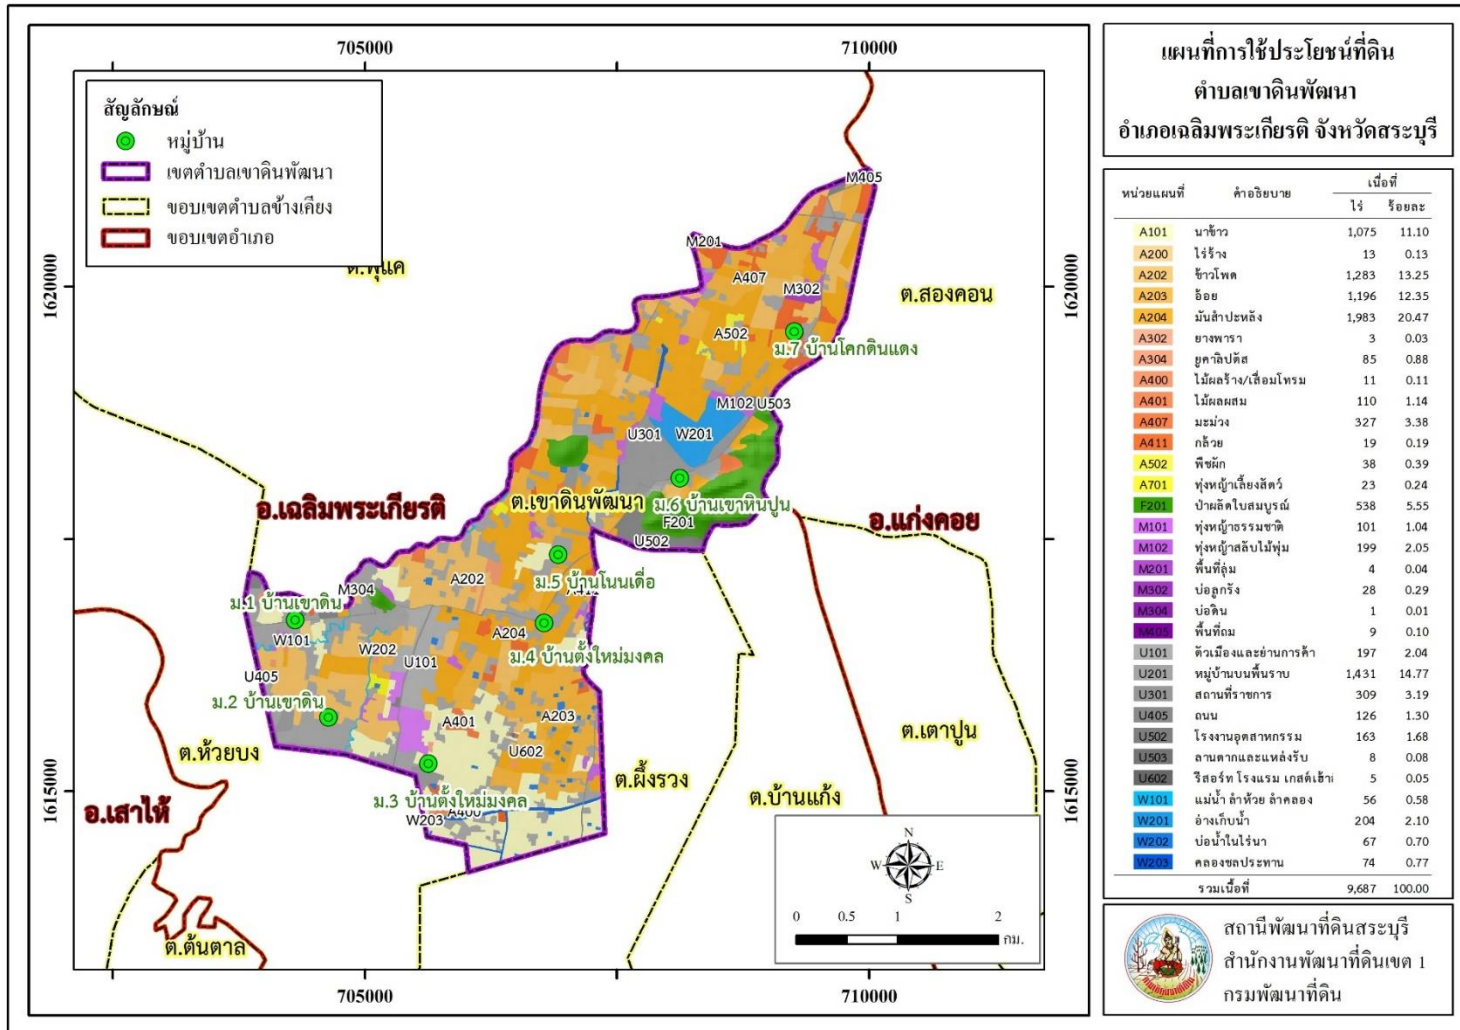 705000
710000
แผนที่การใช้ประโยชน์ที่ดิน
ตำบลเขาดินพัฒนา
อำเภอเฉลิมพระเกียรติ จังหวัดสระบุรี
สัญลักษณ์
หมู่บ้าน
เขตตำบลเขาดินพัฒนา
ขอบเขตตำบลข้างเคียง
ขอบเขตอำเภอ
1620000
1620000
1615000
1615000
M405
M201
A407
M302
A502
ม.7 บ้านโคกดินแดง
ต.พุแค
ต.สองคอน
M102
U503
U301
W201
อ.เฉลิมพระเกียรติ
ต.เขาดินพัฒนา
ม.6 บ้านเขาหินปูน
F201
U502
อ.แก่งคอย
A202
ม.5 บ้านโนนเดื่อ
M304
ม.1 บ้านเขาดิน
W101
W202
U101
A204
ม.4 บ้านตั้งใหม่มงคล
U405
ม.2 บ้านเขาดิน
A401
A203
U602
ต.ห้วยบง
ต.ผึ้งรวง
ต.เตาปูน
ต.บ้านแก้ง
ม.3 บ้านตั้งใหม่มงคล
A400
W203
อ.เสาไห้
ต.ต้นตาล
N
W
E
S
0 0.5 1 2
กม.
705000
710000
หน่วยแผนที่ คำอธิบาย เนื้อที่
ไร่ ร้อยละ
A101 นาข้าว 1,075 11.10
A200 ไร่ร้าง 13 0.13
A202 ข้าวโพด 1,283 13.25
A203 อ้อย 1,196 12.35
A204 มันสำปะหลัง 1,983 20.47
A302 ยางพารา 3 0.03
A304 ยูคาลิปตัส 85 0.88
A400 ไม้ผลร้าง/เสื่อมโทรม 11 0.11
A401 ไม้ผลผสม 110 1.14
A407 มะม่วง 327 3.38
A411 กล้วย 19 0.19
A502 พืชผัก 38 0.39
A701 ทุ่งหญ้าเลี้ยงสัตว์ 23 0.24
F201 ป่าผลัดใบสมบูรณ์ 538 5.55
M101 ทุ่งหญ้าธรรมชาติ 101 1.04
M102 ทุ่งหญ้าสลับไม้พุ่ม 199 2.05
M201 พื้นที่ลุ่ม 4 0.04
M302 บ่อลูกรัง 28 0.29
M304 บ่อดิน 1 0.01
M405 พื้นที่ถม 9 0.10
U101 ตัวเมืองและย่านการค้า 197 2.04
U201 หมู่บ้านบนพื้นราบ 1,431 14.77
U301 สถานที่ราชการ 309 3.19
U405 ถนน 126 1.30
U502 โรงงานอุตสาหกรรม 163 1.68
U503 ลานตากและแหล่งรับ 8 0.08
U602 รีสอร์ท โรงแรม เกสต์เฮ้า 5 0.05
W101 แม่น้ำ ลำห้วย ลำคลอง 56 0.58
W201 อ่างเก็บน้ำ 204 2.10
W202 บ่อน้ำในไร่นา 67 0.70
W203 คลองชลประทาน 74 0.77
รวมเนื้อที่ 9,687 100.00
สถานีพัฒนาที่ดินสระบุรี
สำนักงานพัฒนาที่ดินเขต 1
กรมพัฒนาที่ดิน